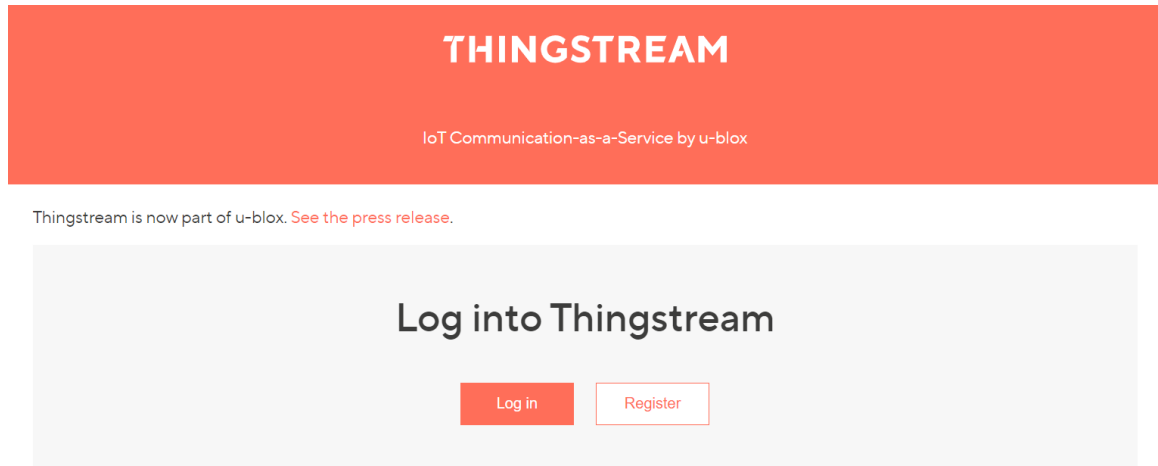 THINGSTREAM
IoT Communication-as-a-Service by u-blox
Thingstream is now part of u-blox. See the press release.
Log into Thingstream
Log in
Register